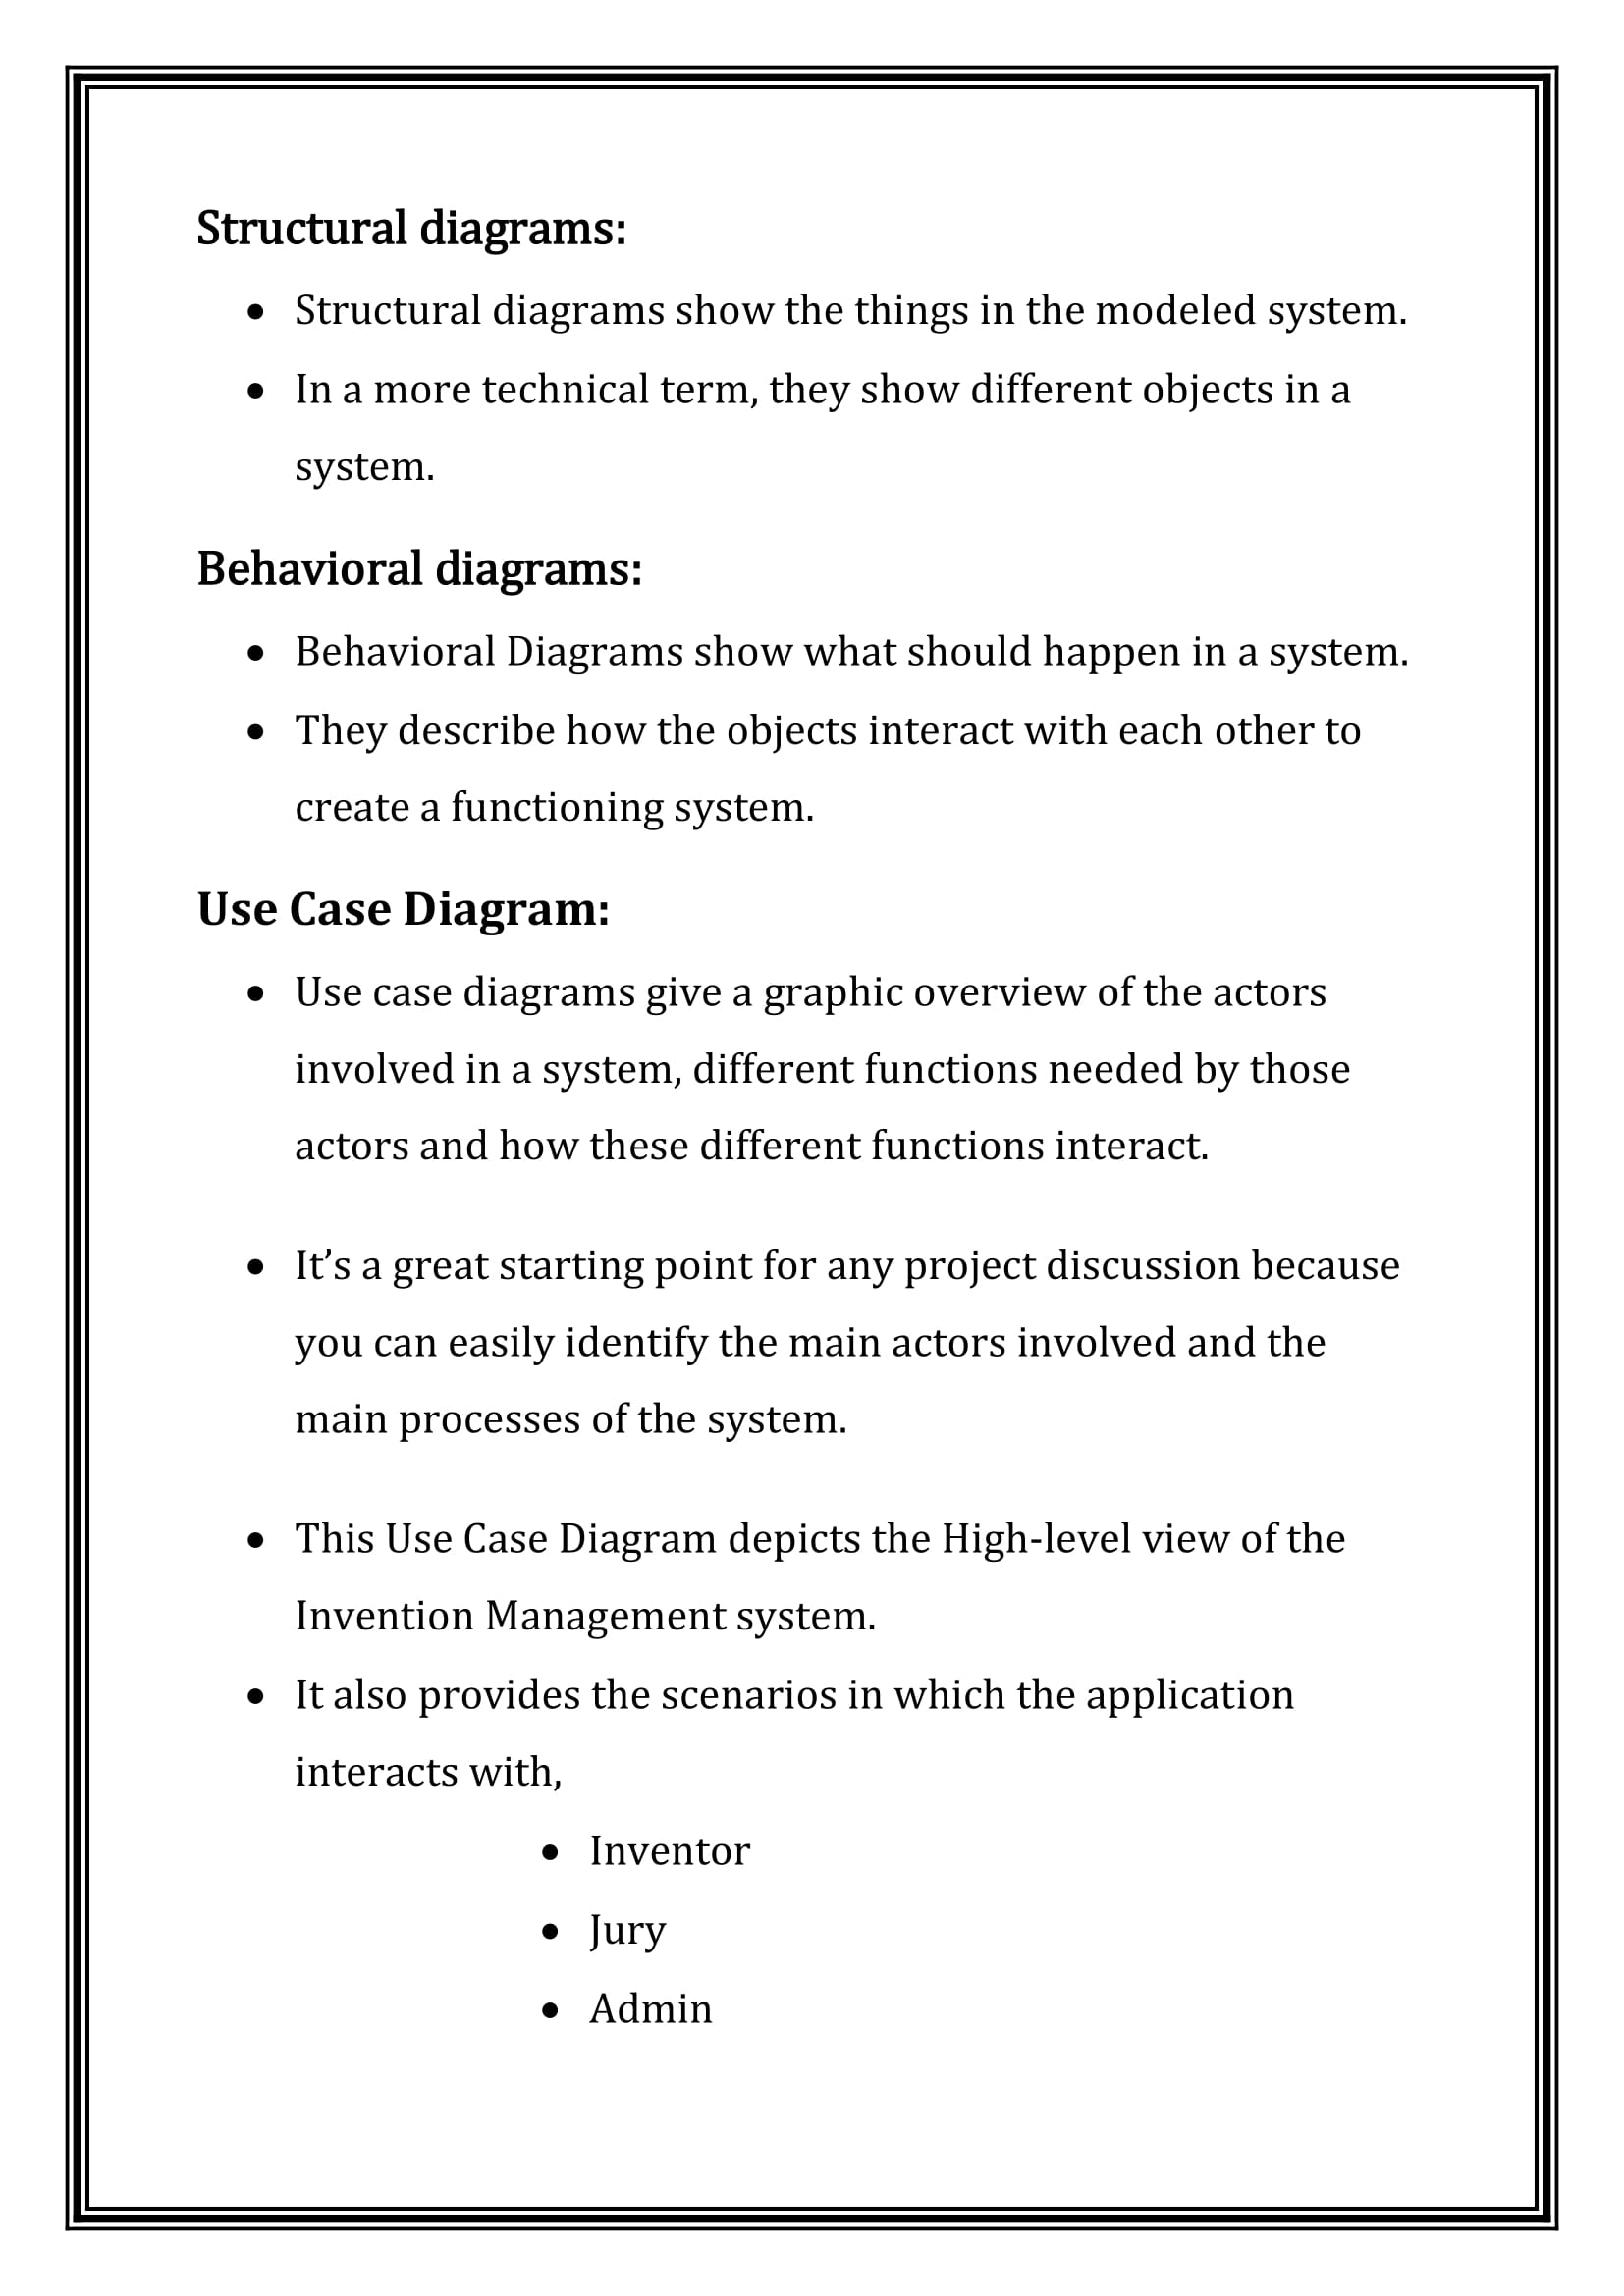 Structural diagrams:
• Structural diagrams show the things in the modeled system.
• In a more technical term, they show different objects in a
system.
Behavioral diagrams:
• Behavioral Diagrams show what should happen in a system.
• They describe how the objects interact with each other to
create a functioning system.
Use Case Diagram:
• Use case diagrams give a graphic overview of the actors
involved in a system, different functions needed by those
actors and how these different functions interact.
• It’s a great starting point for any project discussion because
you can easily identify the main actors involved and the
main processes of the system.
• This Use Case Diagram depicts the High-level view of the
Invention Management system.
• It also provides the scenarios in which the application
interacts with,
• Inventor
• Jury
• Admin